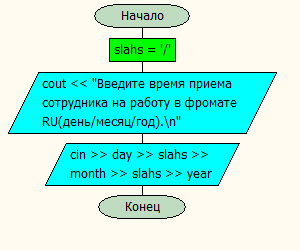 Начало
slahs = '/'
cout << "Введите время приема
сотрудника на работу в фромате
RU(день/месяц/год).\n"
cin >> day >> slahs >>
month >> slahs >> year
Конец